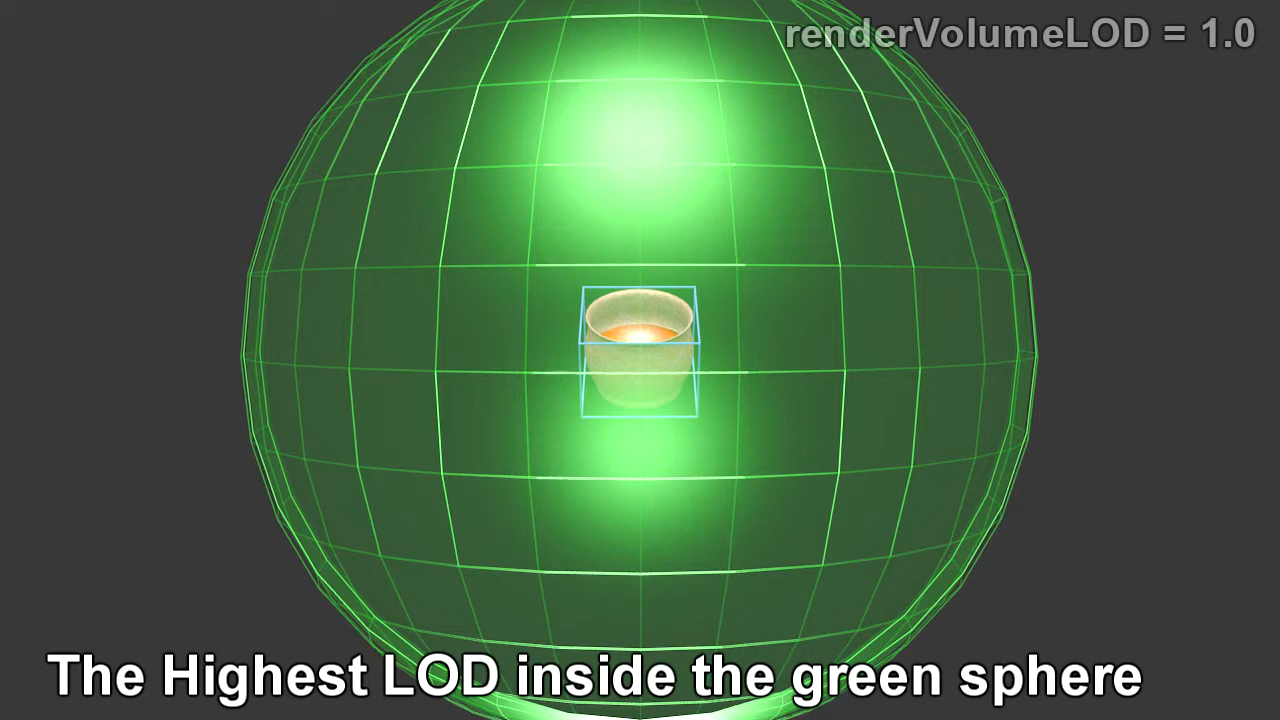 renderVolumeLOD = 1.0
The Highest LOD inside the green sphere